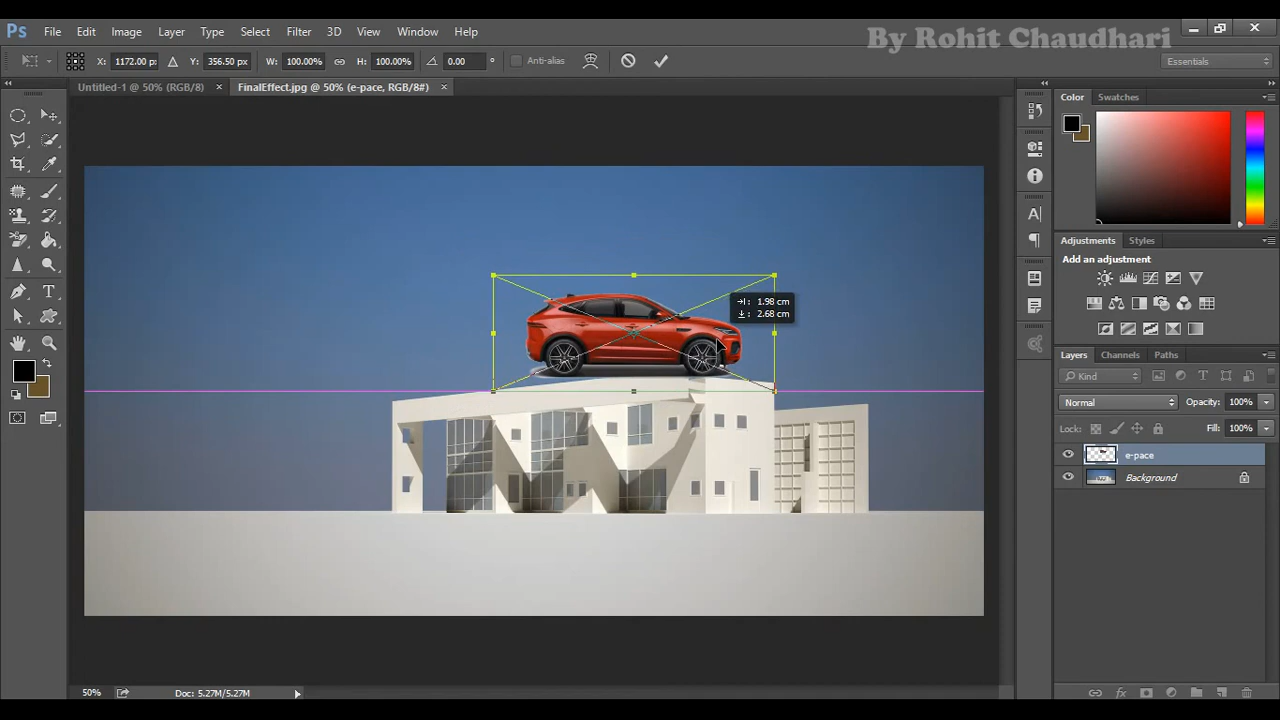 By Rohit Chaudhari
Ps File Edit Image Layer Type Select Filter 3D View Window Help
X: 1172.00 px Y: 356.50 px W: 100.00% H: 100.00% 0.00 ° Anti-alias Essentials
Untitled-1 @ 50% (RGB/8) × FinalEffect.jpg @ 50% (e-pace, RGB/8#) ×
Color Swatches
Adjustments Styles
Add an adjustment
1.98 cm
2.68 cm
Layers Channels Paths
Kind
Normal Opacity: 100%
Lock: Fill: 100%
e-pace
Background
50% Doc: 5.27M/5.27M